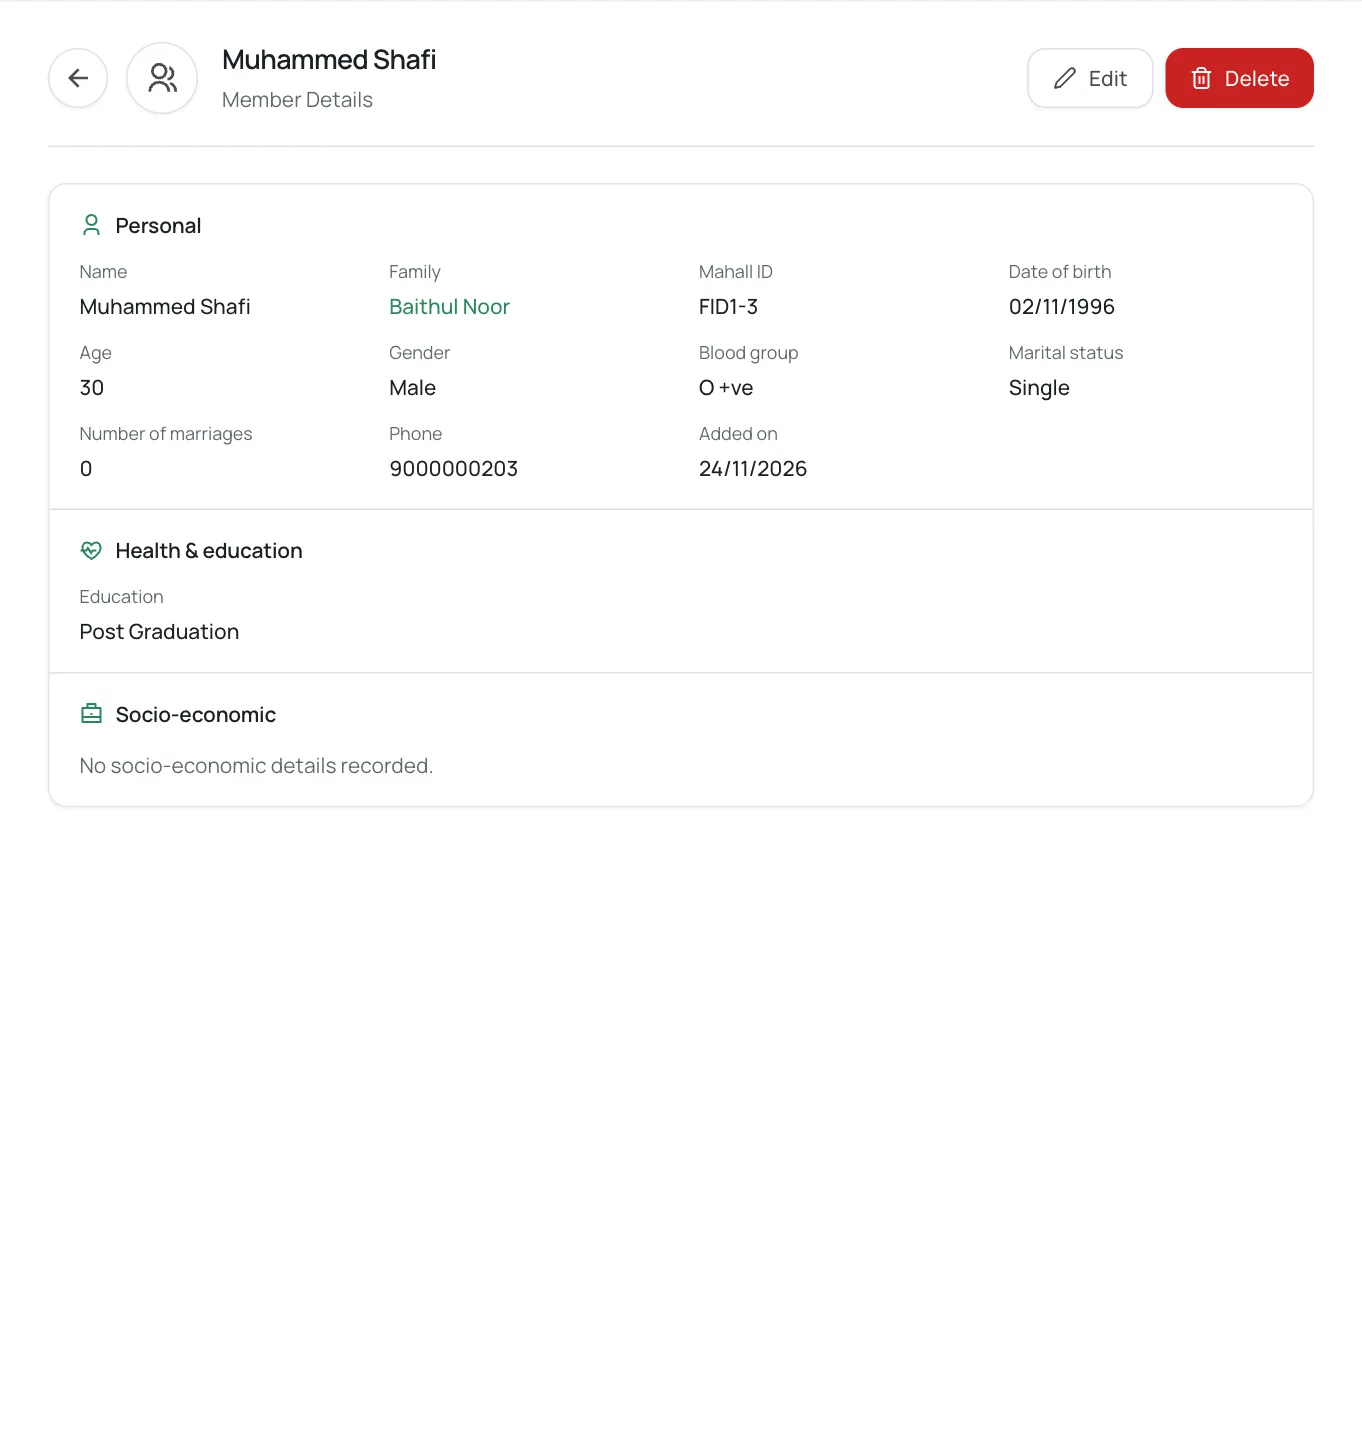 Muhammed Shafi
Member Details
Edit
Delete
Personal
Name
Family
Mahall ID
Date of birth
Muhammed Shafi
Baithul Noor
FID1-3
02/11/1996
Age
Gender
Blood group
Marital status
30
Male
O +ve
Single
Number of marriages
Phone
Added on
0
9000000203
24/11/2026
Health & education
Education
Post Graduation
Socio-economic
No socio-economic details recorded.